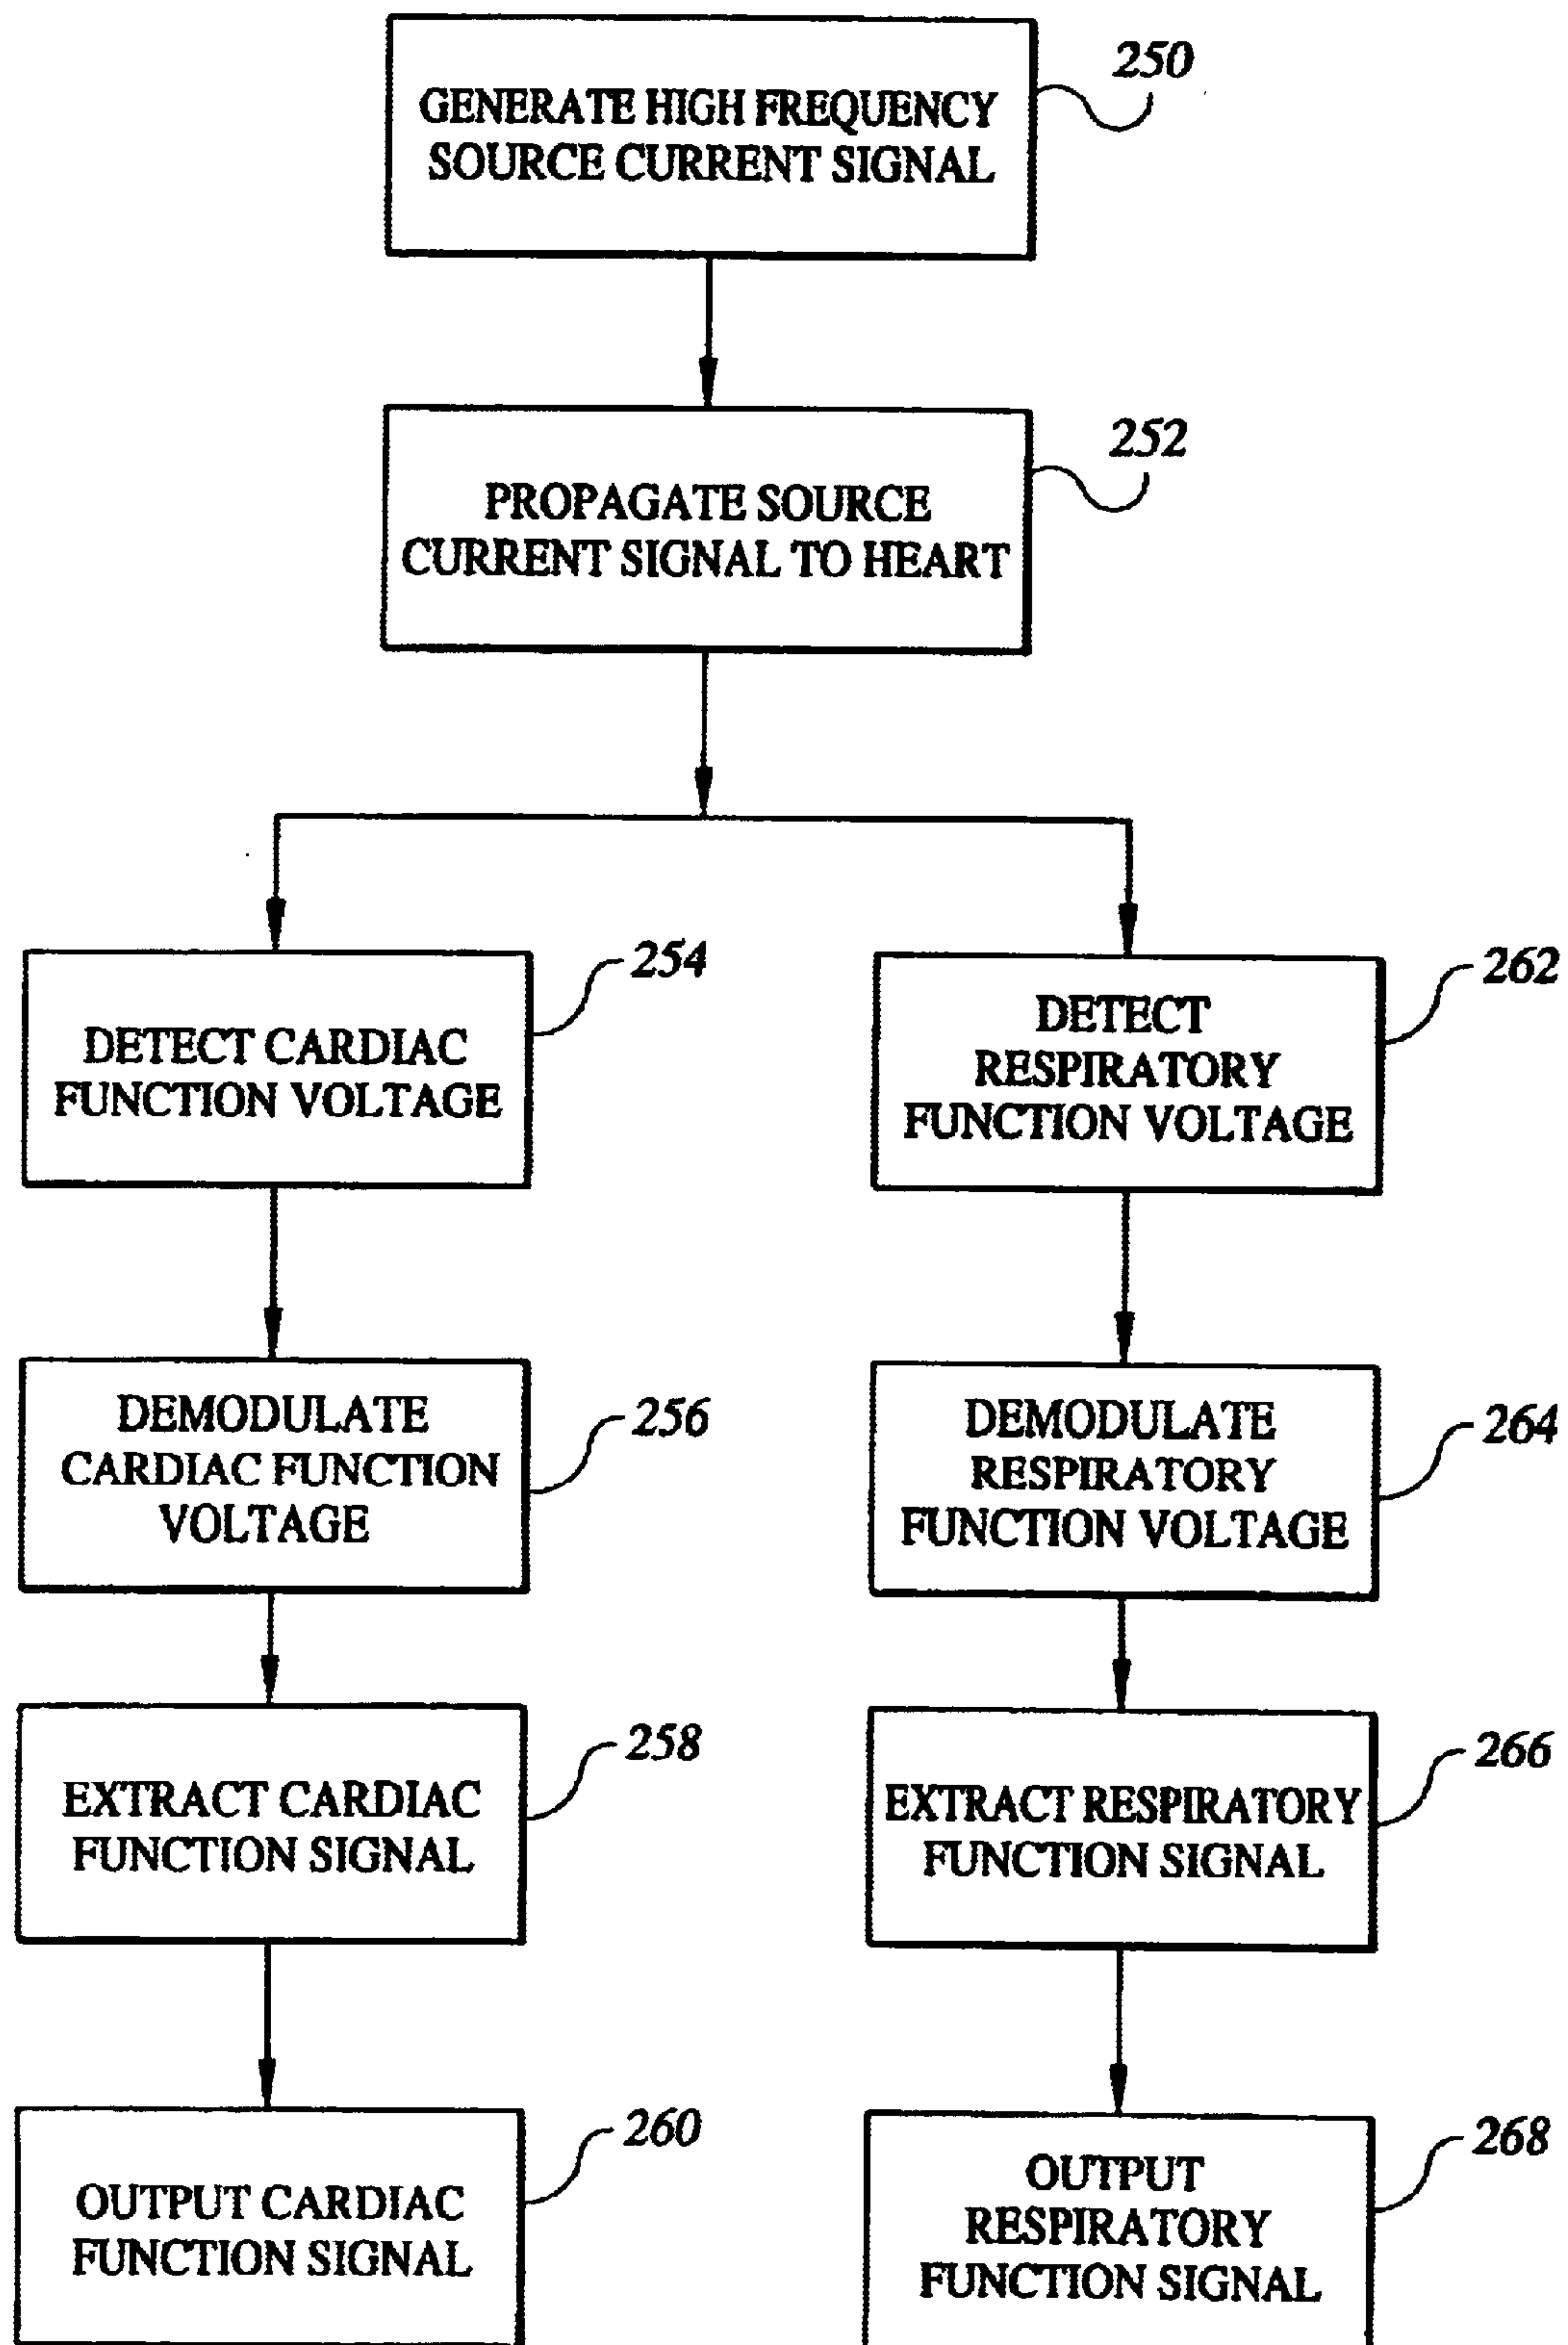 250
GENERATE HIGH FREQUENCY
SOURCE CURRENT SIGNAL
252
PROPAGATE SOURCE
CURRENT SIGNAL TO HEART
254
DETECT CARDIAC
FUNCTION VOLTAGE
256
DEMODULATE
CARDIAC FUNCTION
VOLTAGE
258
EXTRACT CARDIAC
FUNCTION SIGNAL
260
OUTPUT CARDIAC
FUNCTION SIGNAL
262
DETECT
RESPIRATORY
FUNCTION VOLTAGE
264
DEMODULATE
RESPIRATORY
FUNCTION VOLTAGE
266
EXTRACT RESPIRATORY
FUNCTION SIGNAL
268
OUTPUT
RESPIRATORY
FUNCTION SIGNAL